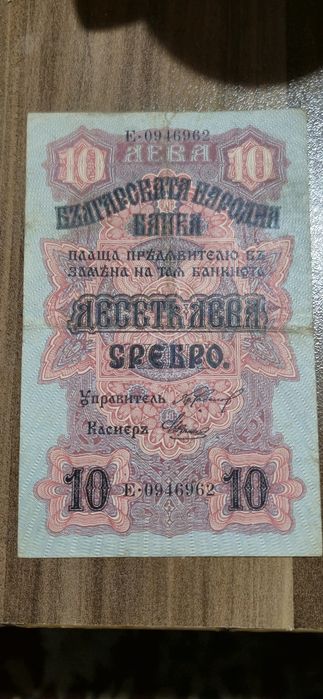 Е·0946962
10 ЛЕВА 10
БЪЛГАРСКАТА НАРОДНА
БАНКА
ПЛАЩА ПРѢДЯВИТЕЛЮ ВЪ
ЗАМѢНА НА ТАЯ БАНКНОТА
ДЕСЕТЬ ЛЕВА
СРЕБРО.
Управитель
Касиеръ
10 Е·0946962 10